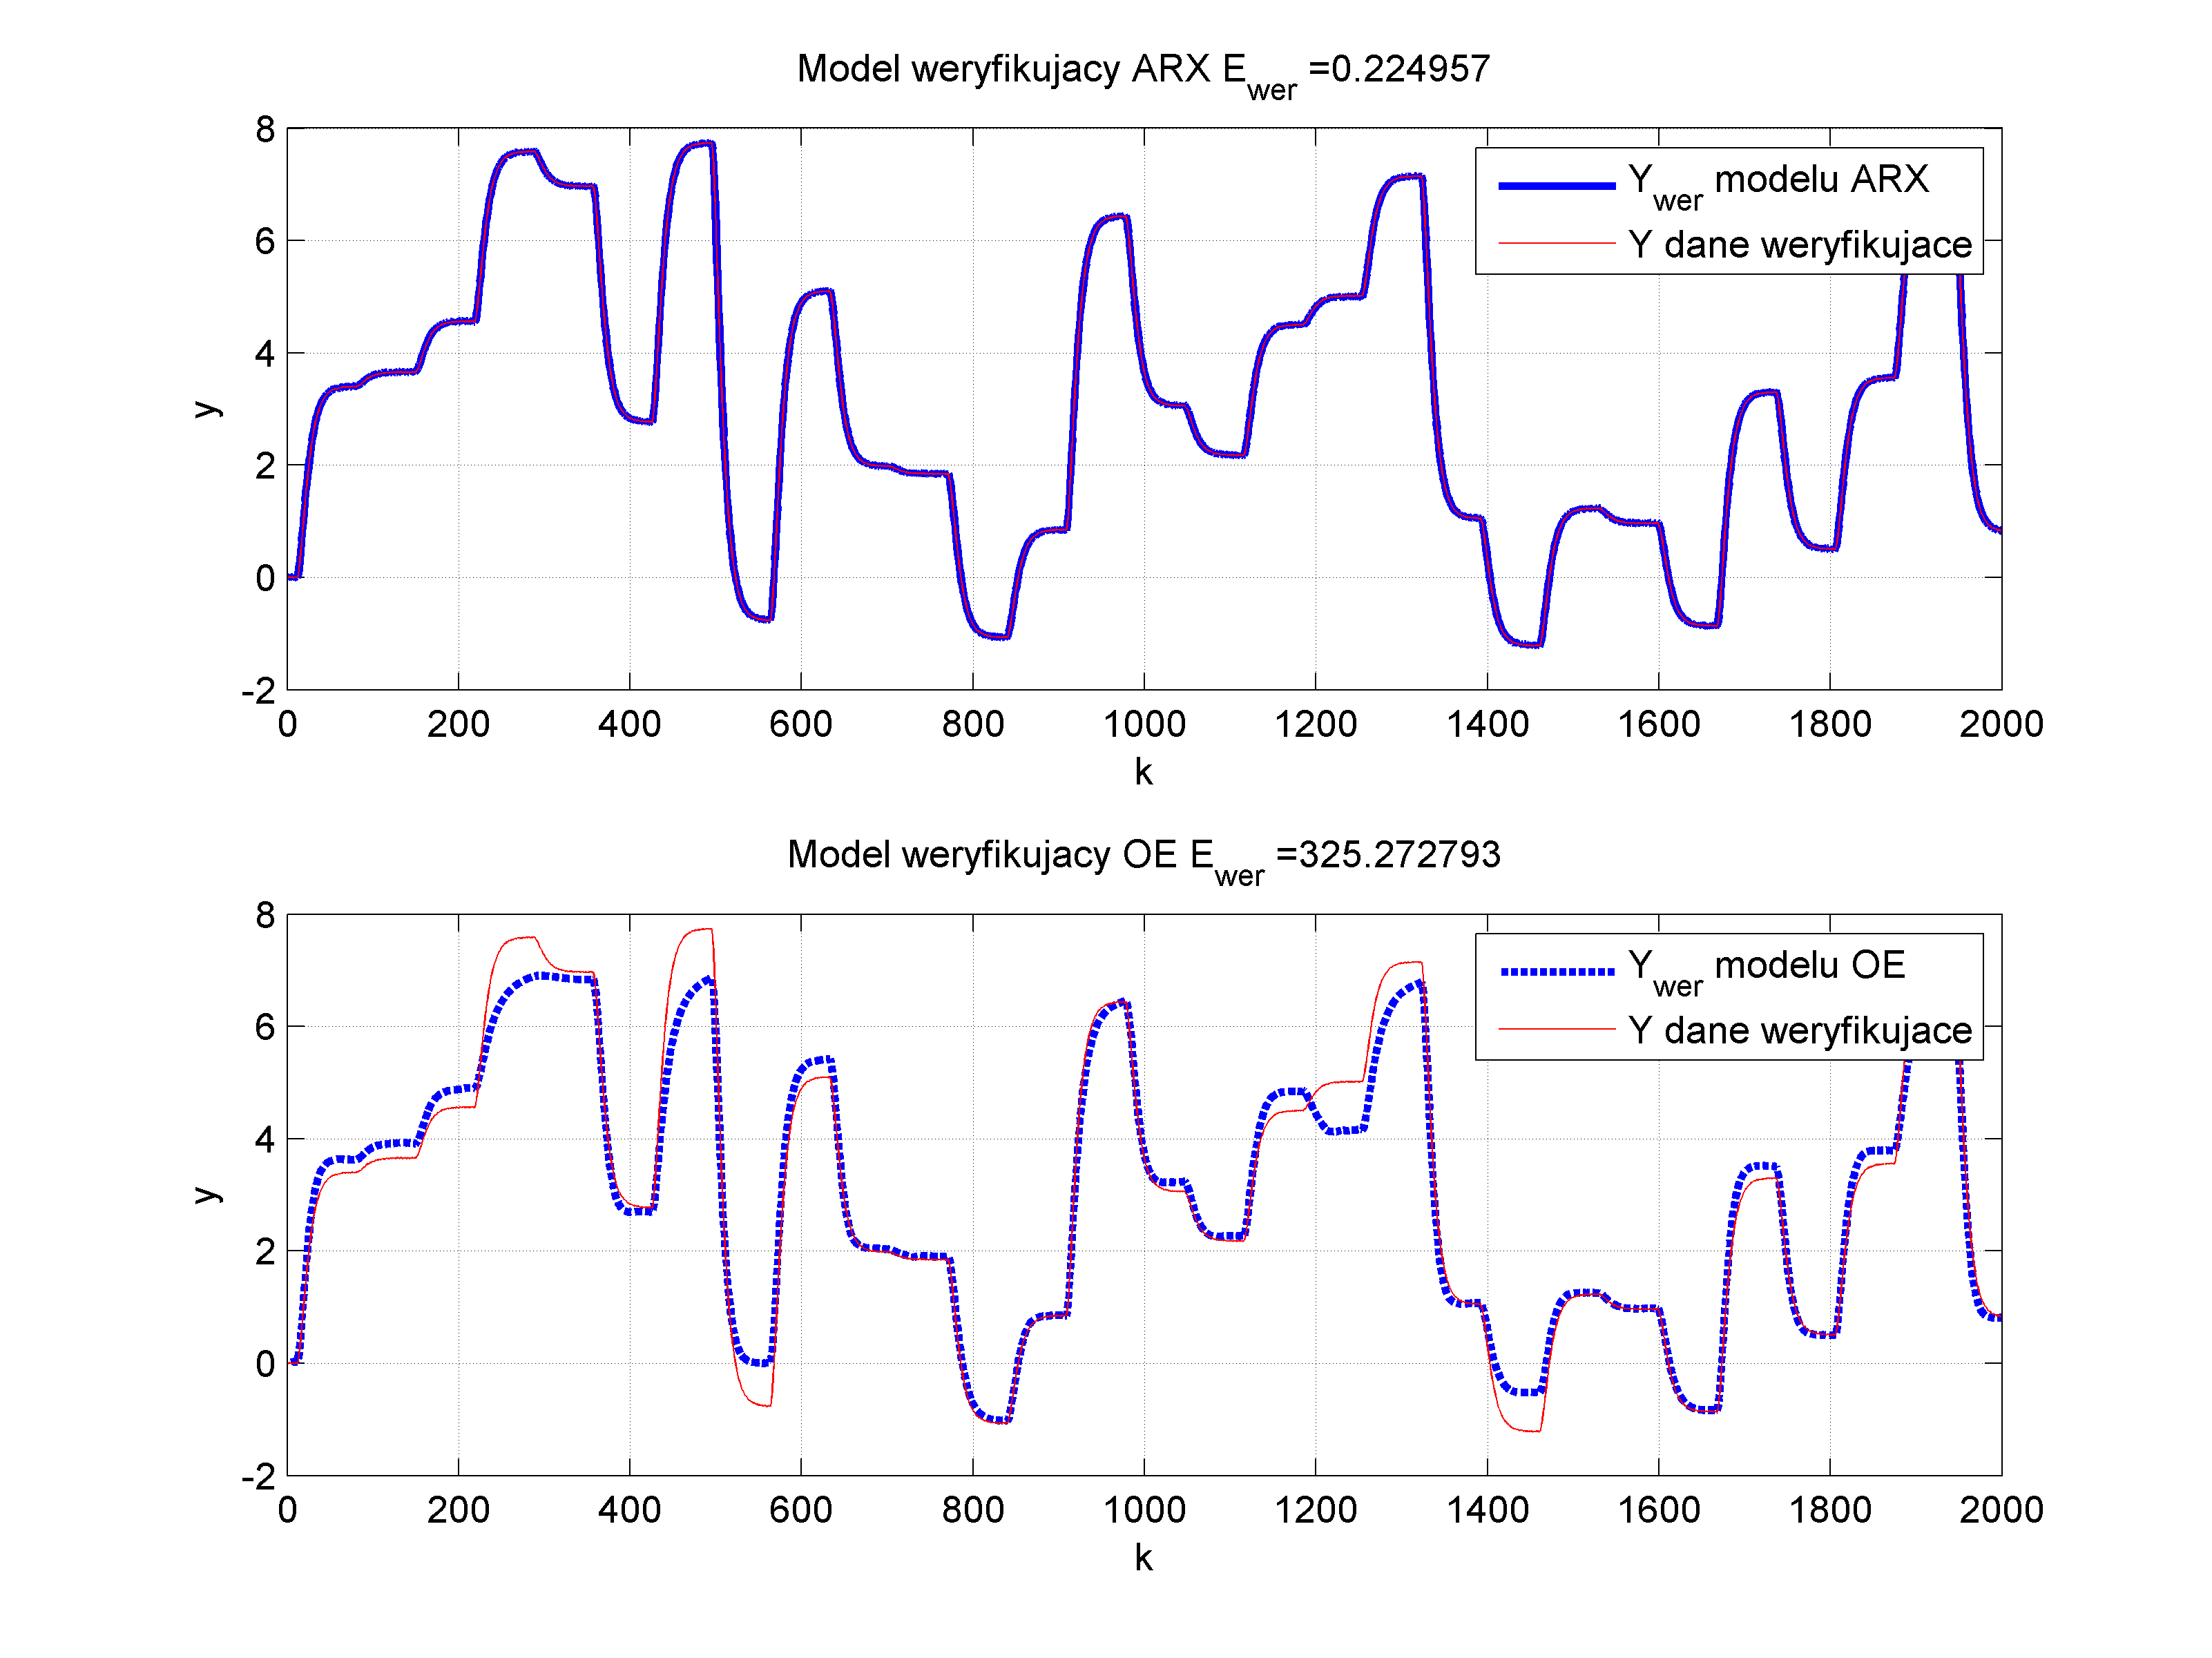 Model weryfikujacy ARX E_wer =0.224957
8
6
4
2
0
-2
y
Y_wer modelu ARX
Y dane weryfikujace
0 200 400 600 800 1000 1200 1400 1600 1800 2000
k
Model weryfikujacy OE E_wer =325.272793
8
6
4
2
0
-2
y
Y_wer modelu OE
Y dane weryfikujace
0 200 400 600 800 1000 1200 1400 1600 1800 2000
k